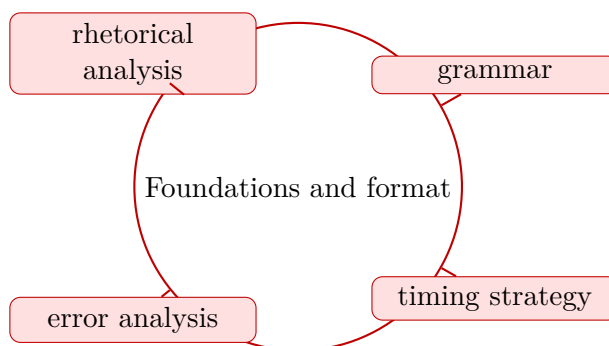 rhetorical
analysis
grammar
Foundations and format
timing strategy
error analysis